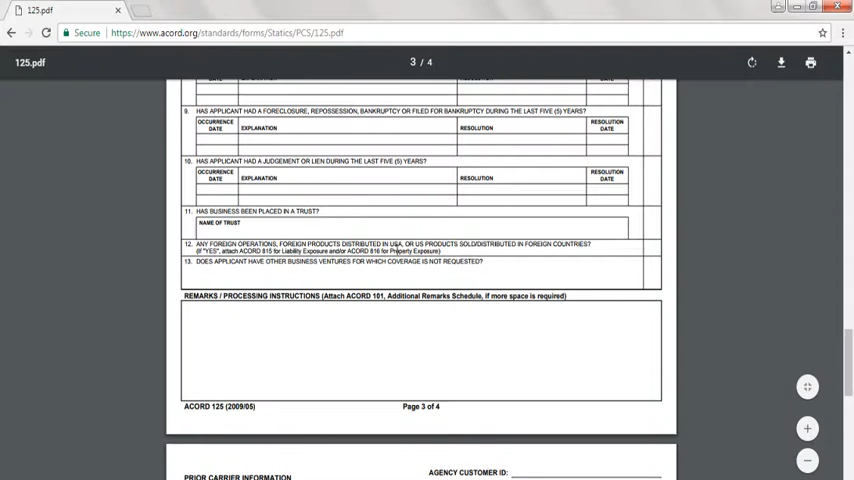 125.pdf
Secure https://www.acord.org/standards/forms/Statics/PCS/125.pdf
125.pdf 3 / 4
DATE EXPLANATION RESOLUTION DATE
9. HAS APPLICANT HAD A FORECLOSURE, REPOSSESSION, BANKRUPTCY OR FILED FOR BANKRUPTCY DURING THE LAST FIVE (5) YEARS?
OCCURRENCE DATE EXPLANATION RESOLUTION RESOLUTION DATE
10. HAS APPLICANT HAD A JUDGEMENT OR LIEN DURING THE LAST FIVE (5) YEARS?
OCCURRENCE DATE EXPLANATION RESOLUTION RESOLUTION DATE
11. HAS BUSINESS BEEN PLACED IN A TRUST?
NAME OF TRUST
12. ANY FOREIGN OPERATIONS, FOREIGN PRODUCTS DISTRIBUTED IN USA, OR US PRODUCTS SOLD/DISTRIBUTED IN FOREIGN COUNTRIES?
(If "YES", attach ACORD 815 for Liability Exposure and/or ACORD 816 for Property Exposure)
13. DOES APPLICANT HAVE OTHER BUSINESS VENTURES FOR WHICH COVERAGE IS NOT REQUESTED?
REMARKS / PROCESSING INSTRUCTIONS (Attach ACORD 101, Additional Remarks Schedule, if more space is required)
ACORD 125 (2009/05) Page 3 of 4
AGENCY CUSTOMER ID:
PRIOR CARRIER INFORMATION